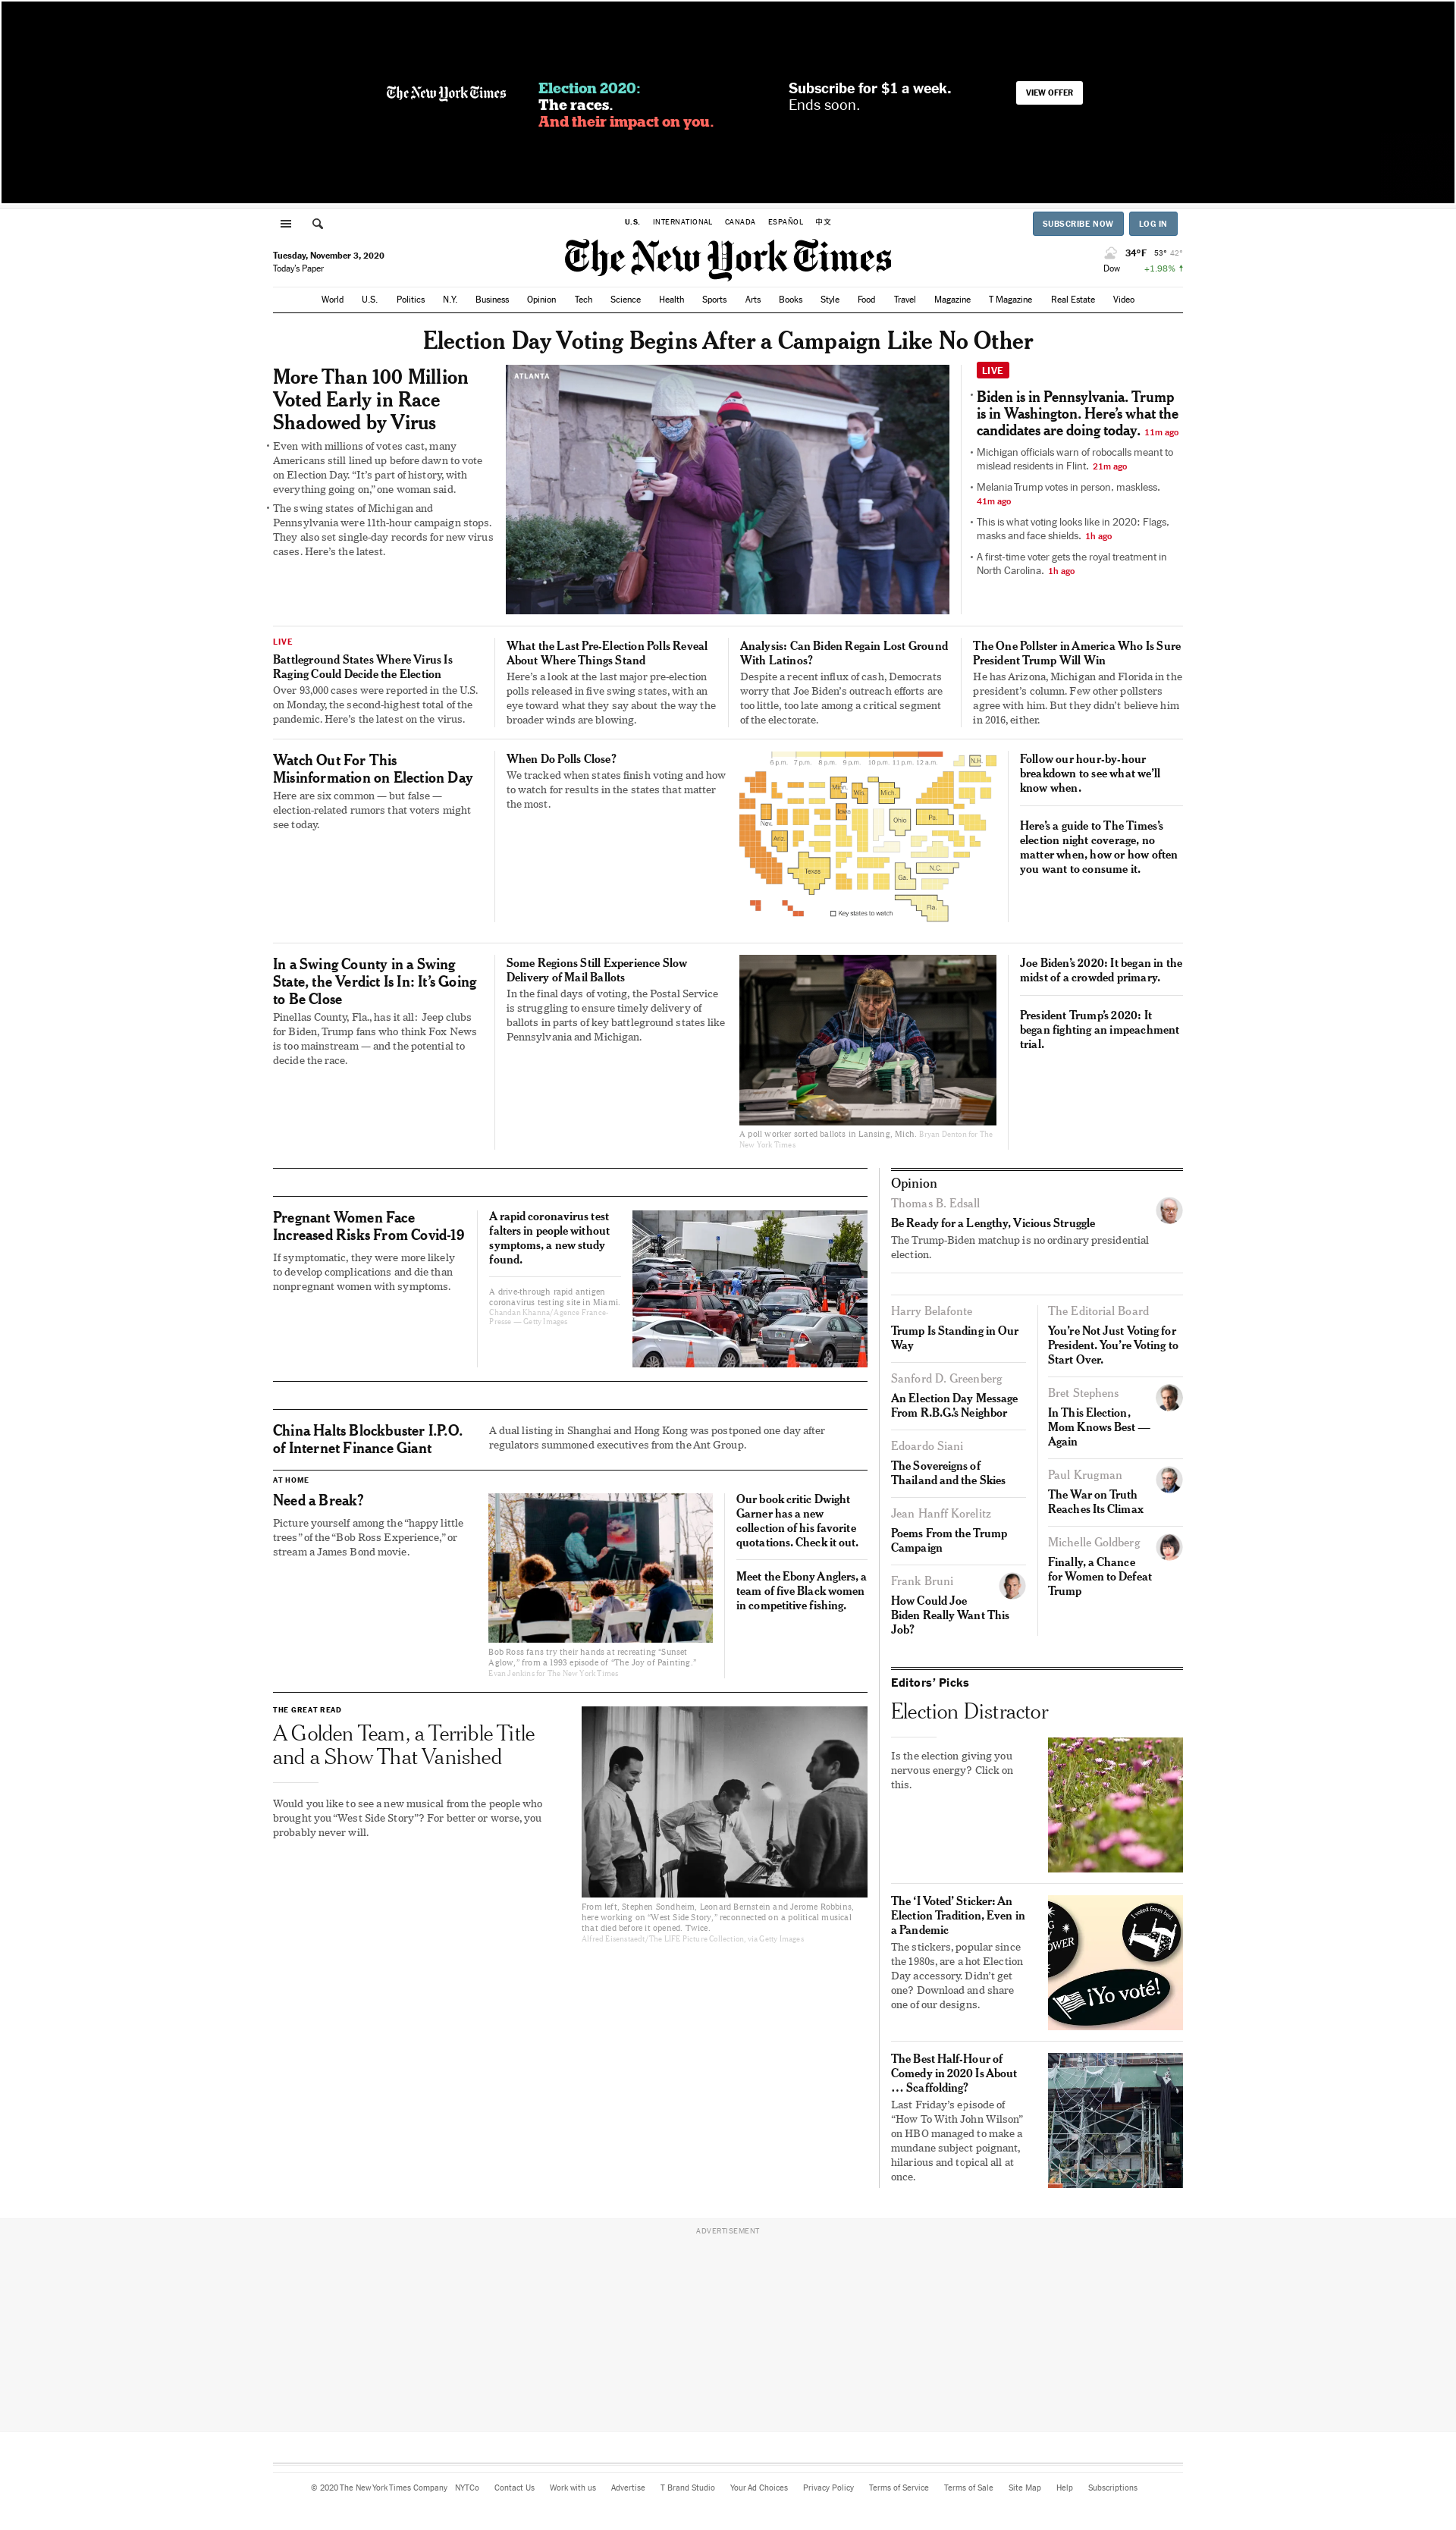 The New York Times
Election 2020:
The races.
And their impact on you.
Subscribe for $1 a week.
Ends soon.
VIEW OFFER
U.S. INTERNATIONAL CANADA ESPAÑOL 中文
SUBSCRIBE NOW LOG IN
Tuesday, November 3, 2020
Today's Paper
The New York Times
34°F 53° 42°
Dow +1.98% ↑
World U.S. Politics N.Y. Business Opinion Tech Science Health Sports Arts Books Style Food Travel Magazine T Magazine Real Estate Video
Election Day Voting Begins After a Campaign Like No Other
More Than 100 Million
Voted Early in Race
Shadowed by Virus
• Even with millions of votes cast, many
Americans still lined up before dawn to vote
on Election Day. “It’s part of history, with
everything going on,” one woman said.
• The swing states of Michigan and
Pennsylvania were 11th-hour campaign stops.
They also set single-day records for new virus
cases. Here’s the latest.
ATLANTA
LIVE
• Biden is in Pennsylvania. Trump
is in Washington. Here’s what the
candidates are doing today. 11m ago
• Michigan officials warn of robocalls meant to
mislead residents in Flint. 21m ago
• Melania Trump votes in person, maskless.
41m ago
• This is what voting looks like in 2020: Flags,
masks and face shields. 1h ago
• A first-time voter gets the royal treatment in
North Carolina. 1h ago
LIVE
Battleground States Where Virus Is
Raging Could Decide the Election
Over 93,000 cases were reported in the U.S.
on Monday, the second-highest total of the
pandemic. Here’s the latest on the virus.
What the Last Pre-Election Polls Reveal
About Where Things Stand
Here’s a look at the last major pre-election
polls released in five swing states, with an
eye toward what they say about the way the
broader winds are blowing.
Analysis: Can Biden Regain Lost Ground
With Latinos?
Despite a recent influx of cash, Democrats
worry that Joe Biden’s outreach efforts are
too little, too late among a critical segment
of the electorate.
The One Pollster in America Who Is Sure
President Trump Will Win
He has Arizona, Michigan and Florida in the
president’s column. Few other pollsters
agree with him. But they didn’t believe him
in 2016, either.
Watch Out For This
Misinformation on Election Day
Here are six common — but false —
election-related rumors that voters might
see today.
When Do Polls Close?
We tracked when states finish voting and how
to watch for results in the states that matter
the most.
6 p.m. 7 p.m. 8 p.m. 9 p.m. 10 p.m. 11 p.m. 12 a.m.
N.H.
Minn.
Wis. Mich.
Iowa
Nev. Ohio Pa.
Ariz.
Texas N.C.
Ga.
Fla.
Key states to watch
Follow our hour-by-hour
breakdown to see what we’ll
know when.
Here’s a guide to The Times’s
election night coverage, no
matter when, how or how often
you want to consume it.
In a Swing County in a Swing
State, the Verdict Is In: It’s Going
to Be Close
Pinellas County, Fla., has it all: Jeep clubs
for Biden, Trump fans who think Fox News
is too mainstream — and the potential to
decide the race.
Some Regions Still Experience Slow
Delivery of Mail Ballots
In the final days of voting, the Postal Service
is struggling to ensure timely delivery of
ballots in parts of key battleground states like
Pennsylvania and Michigan.
A poll worker sorted ballots in Lansing, Mich. Bryan Denton for The
New York Times
Joe Biden’s 2020: It began in the
midst of a crowded primary.
President Trump’s 2020: It
began fighting an impeachment
trial.
Pregnant Women Face
Increased Risks From Covid-19
If symptomatic, they were more likely
to develop complications and die than
nonpregnant women with symptoms.
A rapid coronavirus test
falters in people without
symptoms, a new study
found.
A drive-through rapid antigen
coronavirus testing site in Miami.
Chandan Khanna/Agence France-
Presse — Getty Images
China Halts Blockbuster I.P.O.
of Internet Finance Giant
A dual listing in Shanghai and Hong Kong was postponed one day after
regulators summoned executives from the Ant Group.
AT HOME
Need a Break?
Picture yourself among the “happy little
trees” of the “Bob Ross Experience,” or
stream a James Bond movie.
Bob Ross fans try their hands at recreating “Sunset
Aglow,” from a 1993 episode of “The Joy of Painting.”
Evan Jenkins for The New York Times
Our book critic Dwight
Garner has a new
collection of his favorite
quotations. Check it out.
Meet the Ebony Anglers, a
team of five Black women
in competitive fishing.
THE GREAT READ
A Golden Team, a Terrible Title
and a Show That Vanished
Would you like to see a new musical from the people who
brought you “West Side Story”? For better or worse, you
probably never will.
From left, Stephen Sondheim, Leonard Bernstein and Jerome Robbins,
here working on “West Side Story,” reconnected on a political musical
that died before it opened. Twice.
Alfred Eisenstaedt/The LIFE Picture Collection, via Getty Images
Opinion
Thomas B. Edsall
Be Ready for a Lengthy, Vicious Struggle
The Trump-Biden matchup is no ordinary presidential
election.
Harry Belafonte
Trump Is Standing in Our
Way
Sanford D. Greenberg
An Election Day Message
From R.B.G.’s Neighbor
Edoardo Siani
The Sovereigns of
Thailand and the Skies
Jean Hanff Korelitz
Poems From the Trump
Campaign
Frank Bruni
How Could Joe
Biden Really Want This
Job?
The Editorial Board
You’re Not Just Voting for
President. You’re Voting to
Start Over.
Bret Stephens
In This Election,
Mom Knows Best —
Again
Paul Krugman
The War on Truth
Reaches Its Climax
Michelle Goldberg
Finally, a Chance
for Women to Defeat
Trump
Editors’ Picks
Election Distractor
Is the election giving you
nervous energy? Click on
this.
The ‘I Voted’ Sticker: An
Election Tradition, Even in
a Pandemic
The stickers, popular since
the 1980s, are a hot Election
Day accessory. Didn’t get
one? Download and share
one of our designs.
I voted from bed.
¡Yo voté!
The Best Half-Hour of
Comedy in 2020 Is About
… Scaffolding?
Last Friday’s episode of
“How To With John Wilson”
on HBO managed to make a
mundane subject poignant,
hilarious and topical all at
once.
ADVERTISEMENT
© 2020 The New York Times Company NYTCo Contact Us Work with us Advertise T Brand Studio Your Ad Choices Privacy Policy Terms of Service Terms of Sale Site Map Help Subscriptions